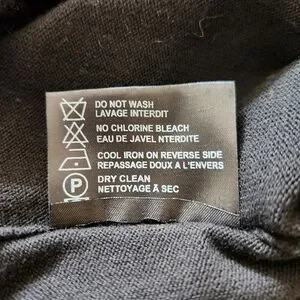 DO NOT WASH
LAVAGE INTERDIT
NO CHLORINE BLEACH
EAU DE JAVEL NTERDITE
COOL IRON ON REVERSE SIDE
REPASSAGE DOUX A L'ENVERS
P DRY CLEAN
NETTOYAGE À SEC